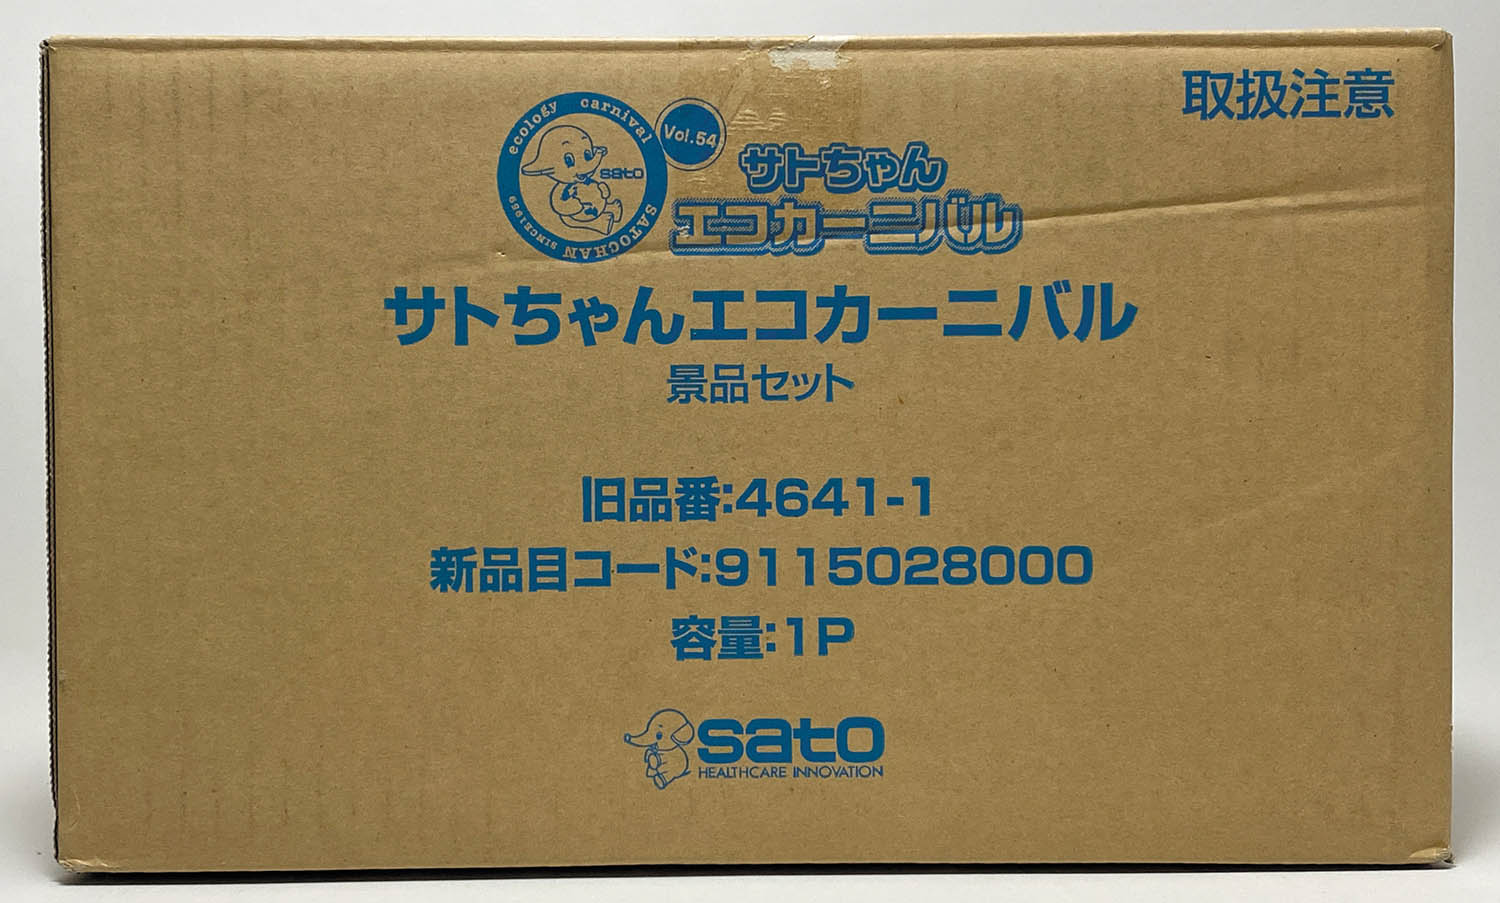 取扱注意
ecology carnival
sato
SATOCHAN SINCE1959
Vol.54
サトちゃん
エコカーニバル
サトちゃんエコカーニバル
景品セット
旧品番:4641-1
新品目コード:9115028000
容量:1P
sato
HEALTHCARE INNOVATION